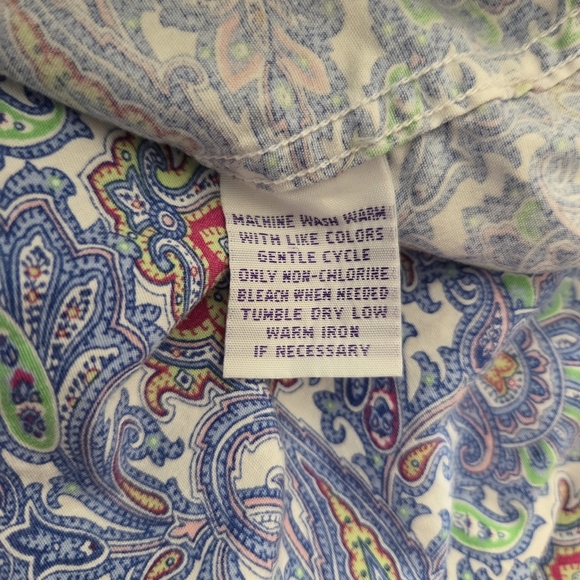 MACHINE WASH WARM
WITH LIKE COLORS
GENTLE CYCLE
ONLY NON-CHLORINE
BLEACH WHEN NEEDED
TUMBLE DRY LOW
WARM IRON
IF NECESSARY